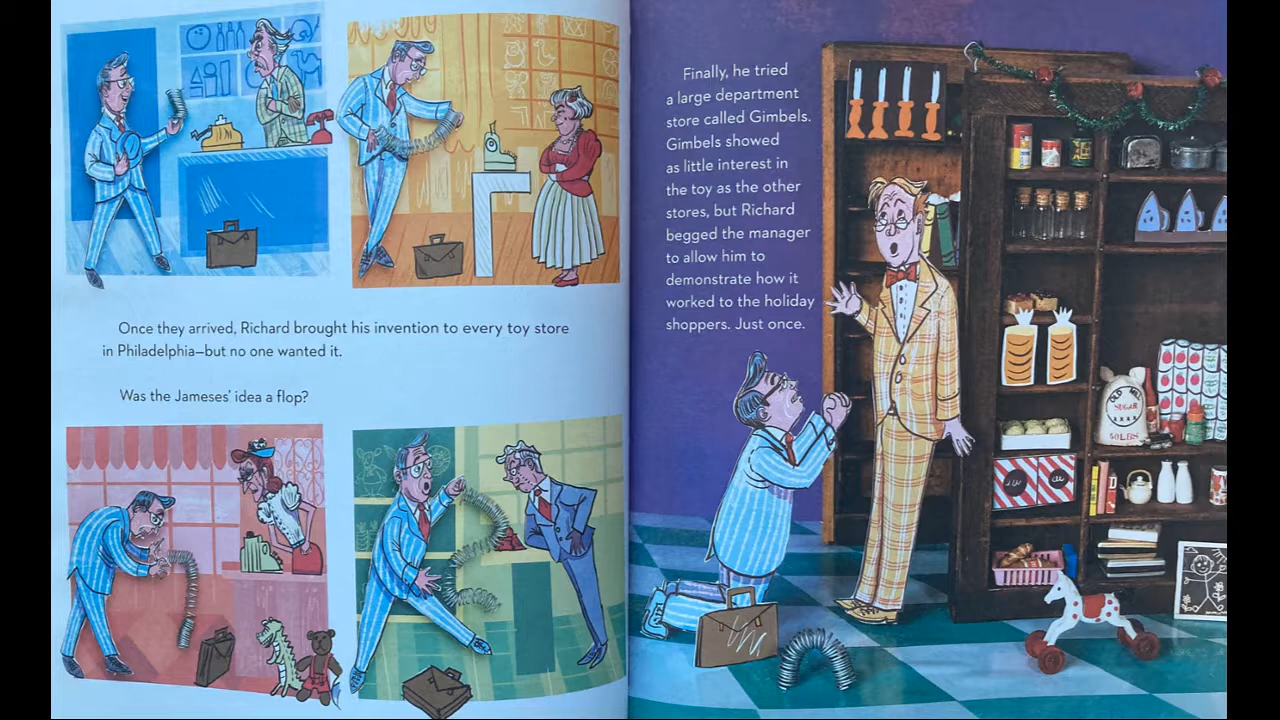 Once they arrived, Richard brought his invention to every toy store
in Philadelphia—but no one wanted it.
Was the Jameses' idea a flop?
Finally, he tried
a large department
store called Gimbels.
Gimbels showed
as little interest in
the toy as the other
stores, but Richard
begged the manager
to allow him to
demonstrate how it
worked to the holiday
shoppers. Just once.
SUGAR
50LBS